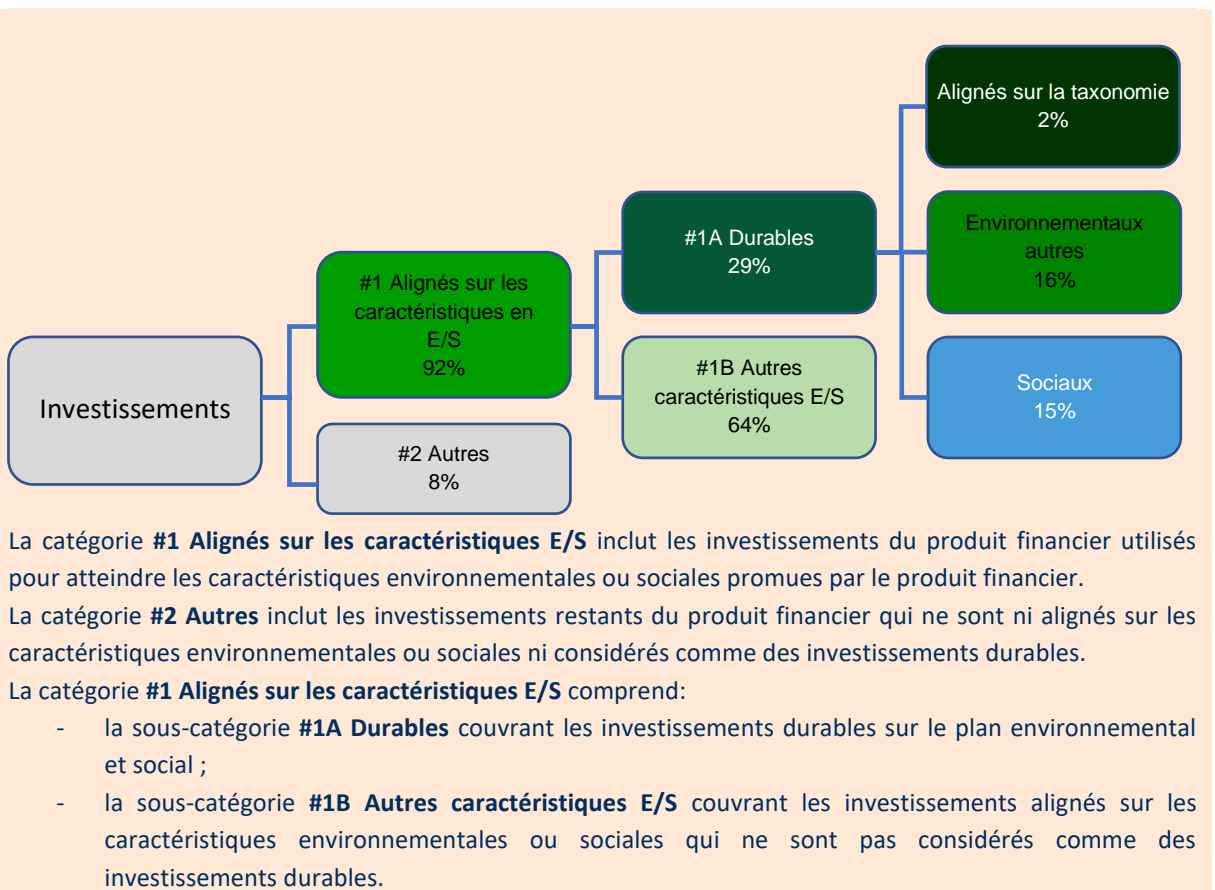 Alignés sur la taxonomie
2%
#1A Durables
29%
Environnementaux
autres
16%
#1 Alignés sur les
caractéristiques en
E/S
92%
Investissements
#1B Autres
caractéristiques E/S
64%
Sociaux
15%
#2 Autres
8%
La catégorie #1 Alignés sur les caractéristiques E/S inclut les investissements du produit financier utilisés
pour atteindre les caractéristiques environnementales ou sociales promues par le produit financier.
La catégorie #2 Autres inclut les investissements restants du produit financier qui ne sont ni alignés sur les
caractéristiques environnementales ou sociales ni considérés comme des investissements durables.
La catégorie #1 Alignés sur les caractéristiques E/S comprend:
- la sous-catégorie #1A Durables couvrant les investissements durables sur le plan environnemental
et social ;
- la sous-catégorie #1B Autres caractéristiques E/S couvrant les investissements alignés sur les
caractéristiques environnementales ou sociales qui ne sont pas considérés comme des
investissements durables.